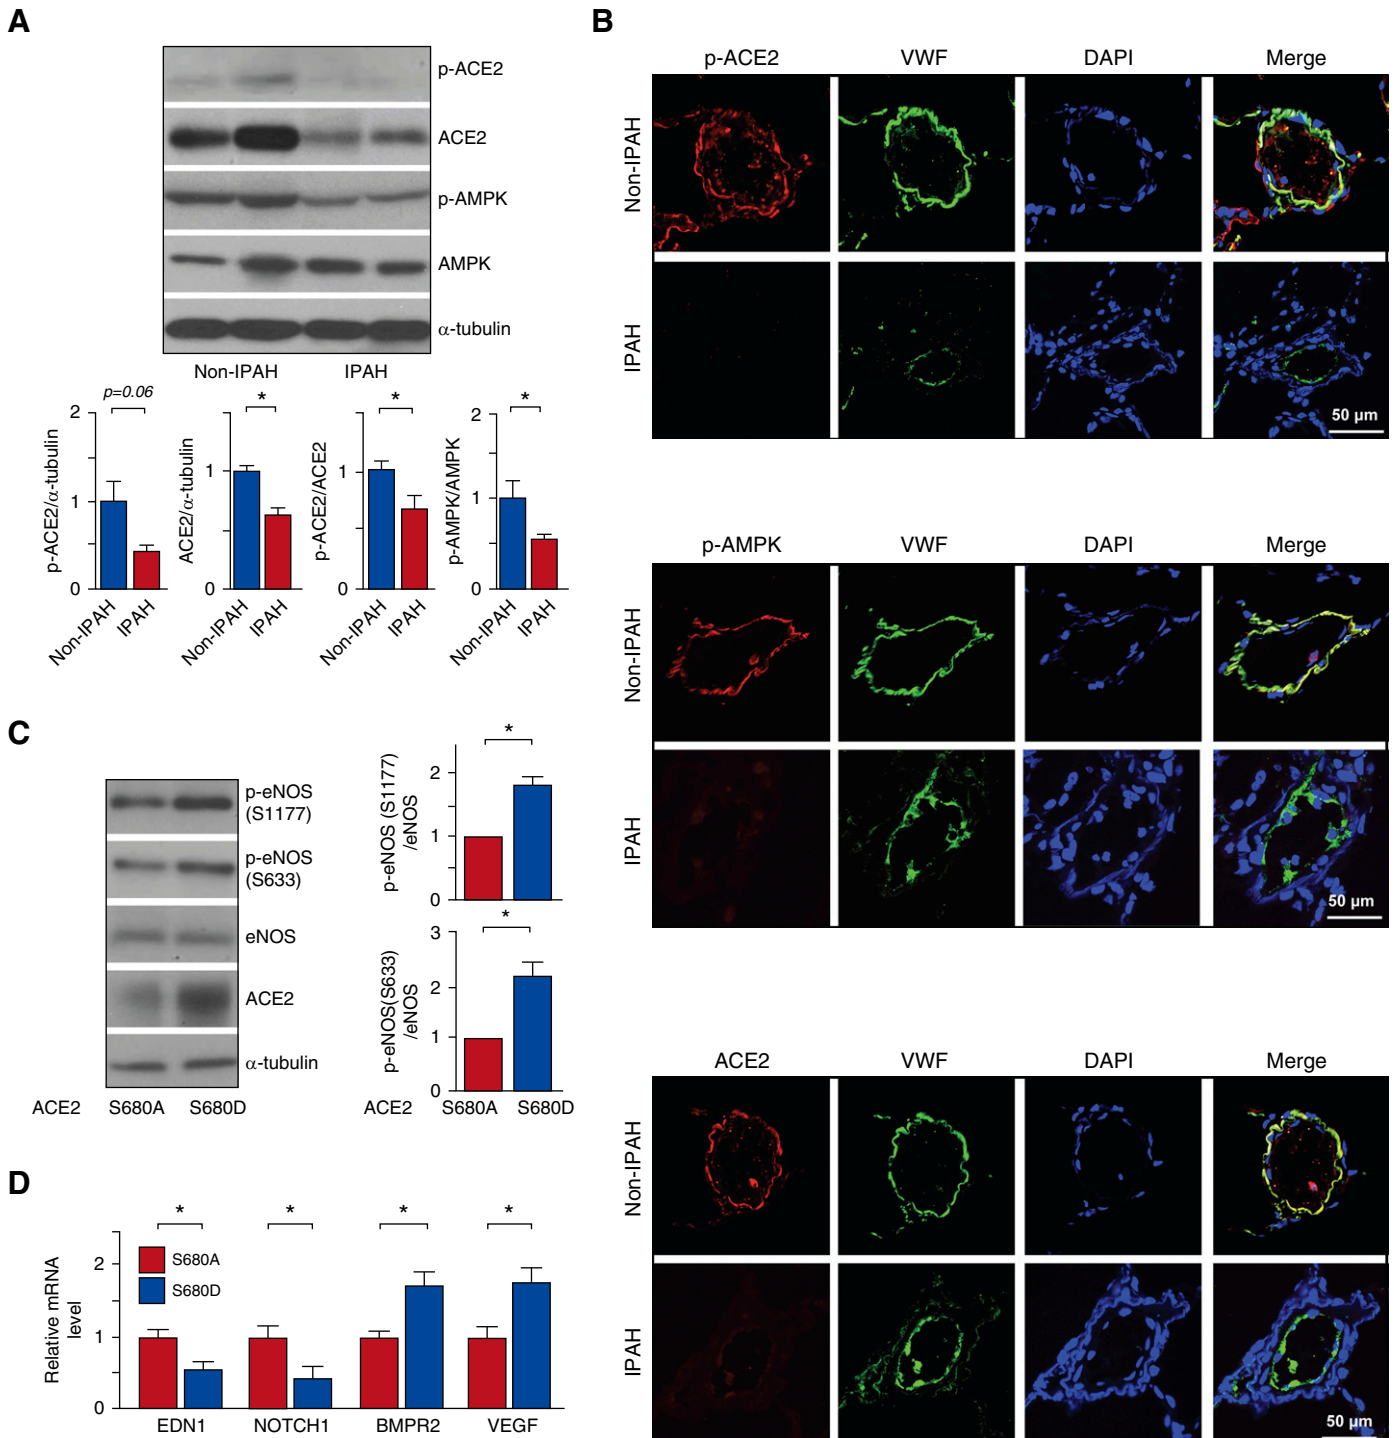 A
p-ACE2
ACE2
p-AMPK
AMPK
α-tubulin
Non-IPAH IPAH
p=0.06
*
*
*
p-ACE2/α-tubulin
2
1
0
Non-IPAH
IPAH
ACE2/α-tubulin
1
0
Non-IPAH
IPAH
p-ACE2/ACE2
1
0
Non-IPAH
IPAH
p-AMPK/AMPK
2
1
0
Non-IPAH
IPAH
B
p-ACE2 VWF DAPI Merge
Non-IPAH
IPAH
50 µm
p-AMPK VWF DAPI Merge
Non-IPAH
IPAH
50 µm
ACE2 VWF DAPI Merge
Non-IPAH
IPAH
50 µm
C
p-eNOS
(S1177)
p-eNOS
(S633)
eNOS
ACE2
α-tubulin
ACE2 S680A S680D
p-eNOS (S1177)
/eNOS
2
1
0
*
p-eNOS(S633)
/eNOS
3
2
1
0
*
ACE2 S680A S680D
D
Relative mRNA
level
2
1
0
S680A
S680D
* * * *
EDN1 NOTCH1 BMPR2 VEGF